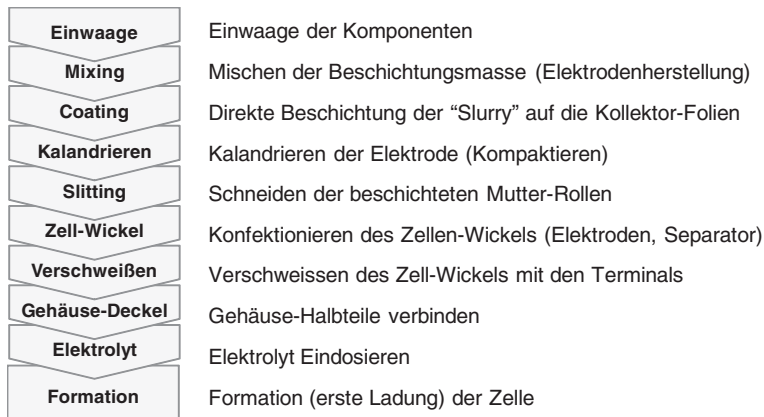 Einwaage Einwaage der Komponenten
Mixing Mischen der Beschichtungsmasse (Elektrodenherstellung)
Coating Direkte Beschichtung der “Slurry” auf die Kollektor-Folien
Kalandrieren Kalandrieren der Elektrode (Kompaktieren)
Slitting Schneiden der beschichteten Mutter-Rollen
Zell-Wickel Konfektionieren des Zellen-Wickels (Elektroden, Separator)
Verschweißen Verschweissen des Zell-Wickels mit den Terminals
Gehäuse-Deckel Gehäuse-Halbteile verbinden
Elektrolyt Elektrolyt Eindosieren
Formation Formation (erste Ladung) der Zelle